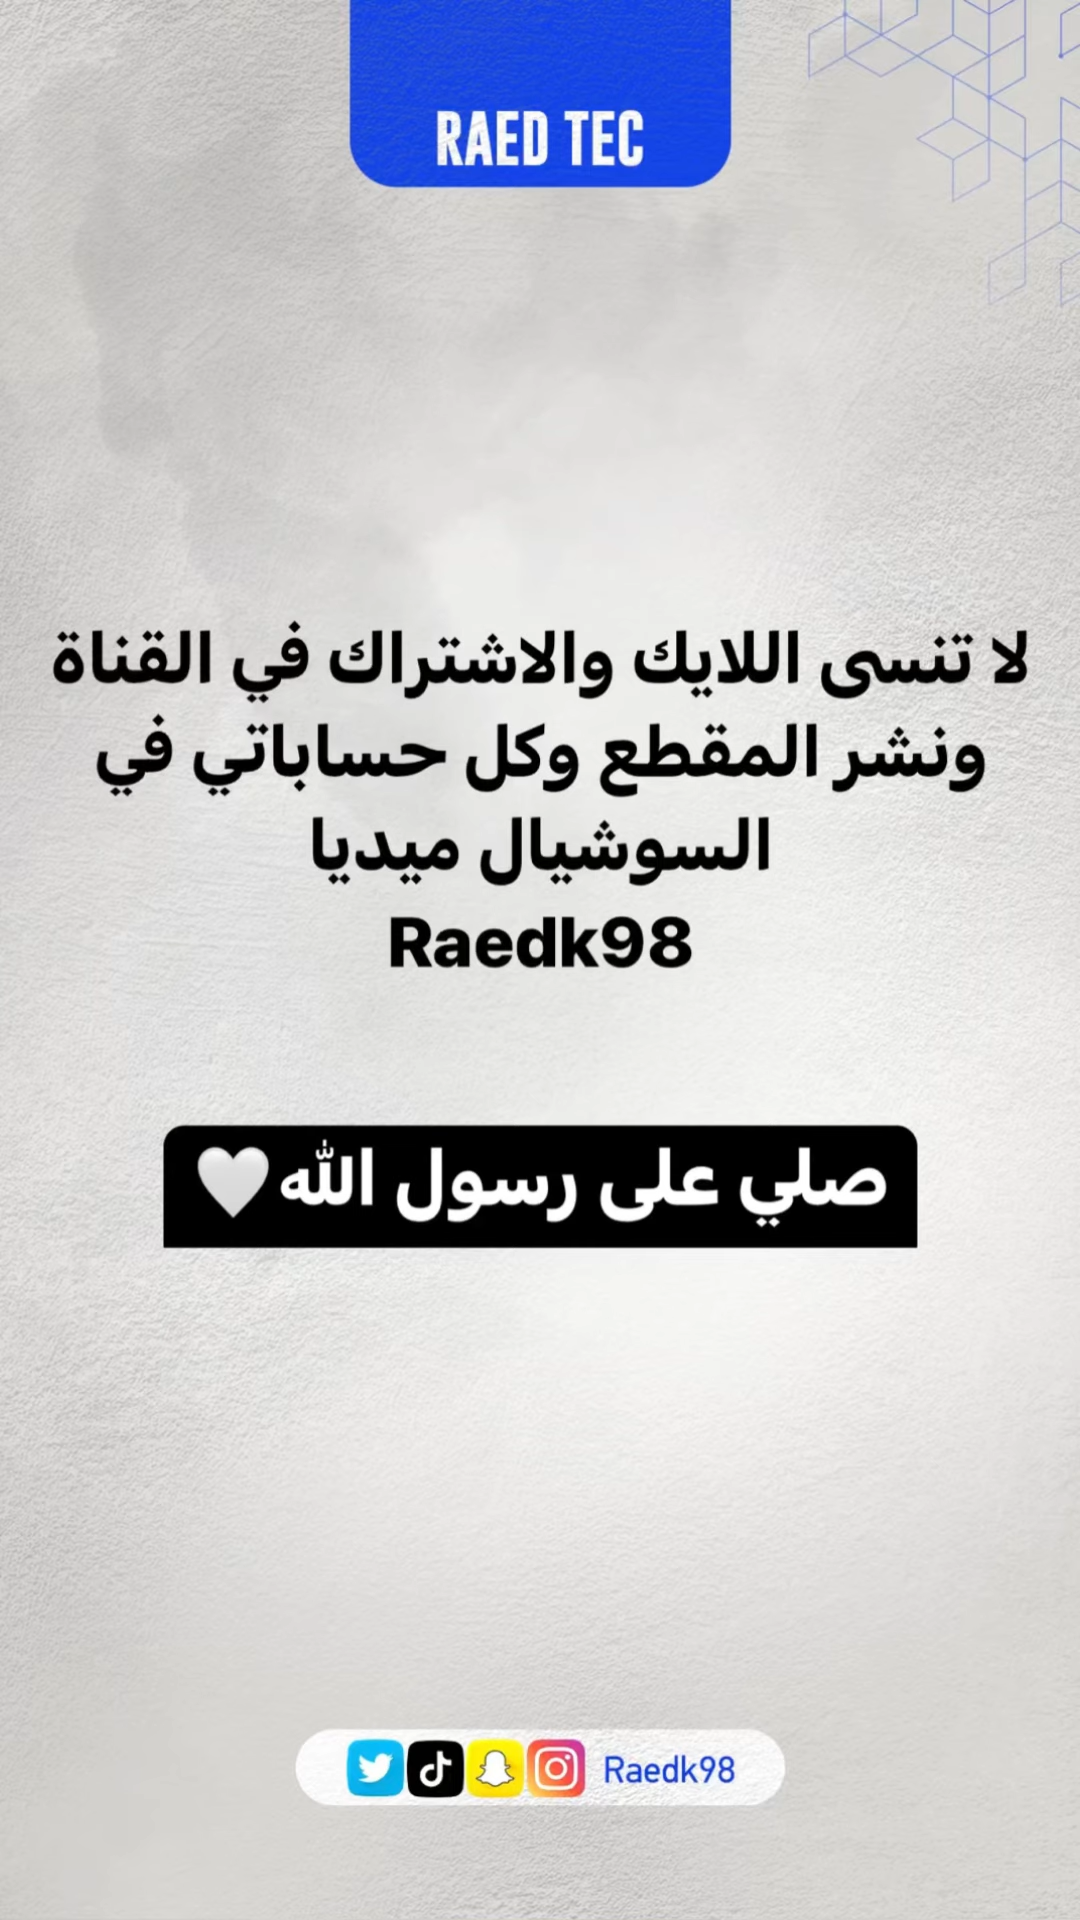 RAED TEC
لا تنسى اللايك والاشتراك في القناة
ونشر المقطع وكل حساباتي في
السوشيال ميديا
Raedk98
صلي على رسول الله🤍
Raedk98